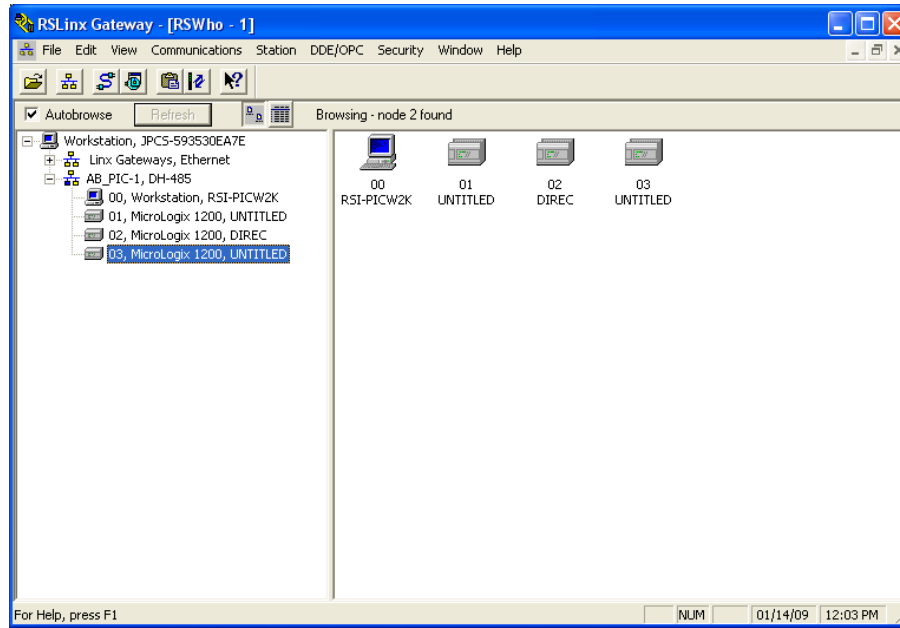 RSLinx Gateway - [RSWho - 1]
File Edit View Communications Station DDE/OPC Security Window Help
Autobrowse Refresh Browsing - node 2 found
Workstation, JPCS-593530EA7E
Linx Gateways, Ethernet
AB_PIC-1, DH-485
00, Workstation, RSI-PICW2K
01, MicroLogix 1200, UNTITLED
02, MicroLogix 1200, DIREC
03, MicroLogix 1200, UNTITLED
00 01 02 03
RSI-PICW2K UNTITLED DIREC UNTITLED
For Help, press F1 NUM 01/14/09 12:03 PM